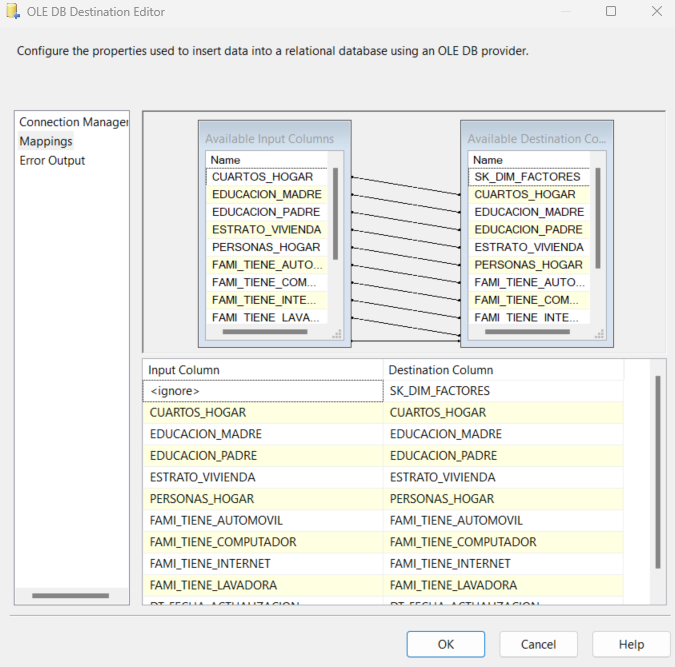 OLE DB Destination Editor
Configure the properties used to insert data into a relational database using an OLE DB provider.
Connection Manager
Mappings
Error Output
Available Input Columns
Name
CUARTOS_HOGAR
EDUCACION_MADRE
EDUCACION_PADRE
ESTRATO_VIVIENDA
PERSONAS_HOGAR
FAMI_TIENE_AUTO...
FAMI_TIENE_COM...
FAMI_TIENE_INTE...
FAMI_TIENE_LAVA...
Available Destination Co...
Name
SK_DIM_FACTORES
CUARTOS_HOGAR
EDUCACION_MADRE
EDUCACION_PADRE
ESTRATO_VIVIENDA
PERSONAS_HOGAR
FAMI_TIENE_AUTO...
FAMI_TIENE_COM...
FAMI_TIENE_INTE...
Input Column Destination Column
<ignore> SK_DIM_FACTORES
CUARTOS_HOGAR CUARTOS_HOGAR
EDUCACION_MADRE EDUCACION_MADRE
EDUCACION_PADRE EDUCACION_PADRE
ESTRATO_VIVIENDA ESTRATO_VIVIENDA
PERSONAS_HOGAR PERSONAS_HOGAR
FAMI_TIENE_AUTOMOVIL FAMI_TIENE_AUTOMOVIL
FAMI_TIENE_COMPUTADOR FAMI_TIENE_COMPUTADOR
FAMI_TIENE_INTERNET FAMI_TIENE_INTERNET
FAMI_TIENE_LAVADORA FAMI_TIENE_LAVADORA
DT_FECHA_ACTUALIZACION DT_FECHA_ACTUALIZACION
OK Cancel Help